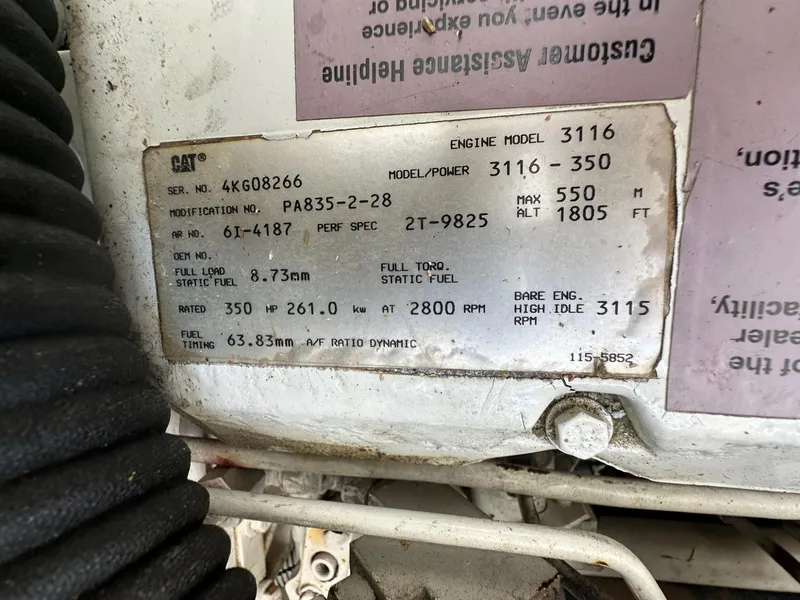 In the event you experience
servicing or
Customer Assistance Helpline
CAT®
ENGINE MODEL 3116
SER. NO. 4KG08266
MODEL/POWER 3116-350
MODIFICATION NO. PA835-2-28
MAX ALT 550 M
1805 FT
AR NO. 6I-4187 PERF SPEC 2T-9825
OEM NO.
FULL LOAD STATIC FUEL 8.73mm
FULL TORQ. STATIC FUEL
RATED 350 HP 261.0 kw AT 2800 RPM
BARE ENG. HIGH IDLE RPM 3115
FUEL TIMING 63.83mm A/F RATIO DYNAMIC
115-5852
of the
ealer
facility,
e's
tion,